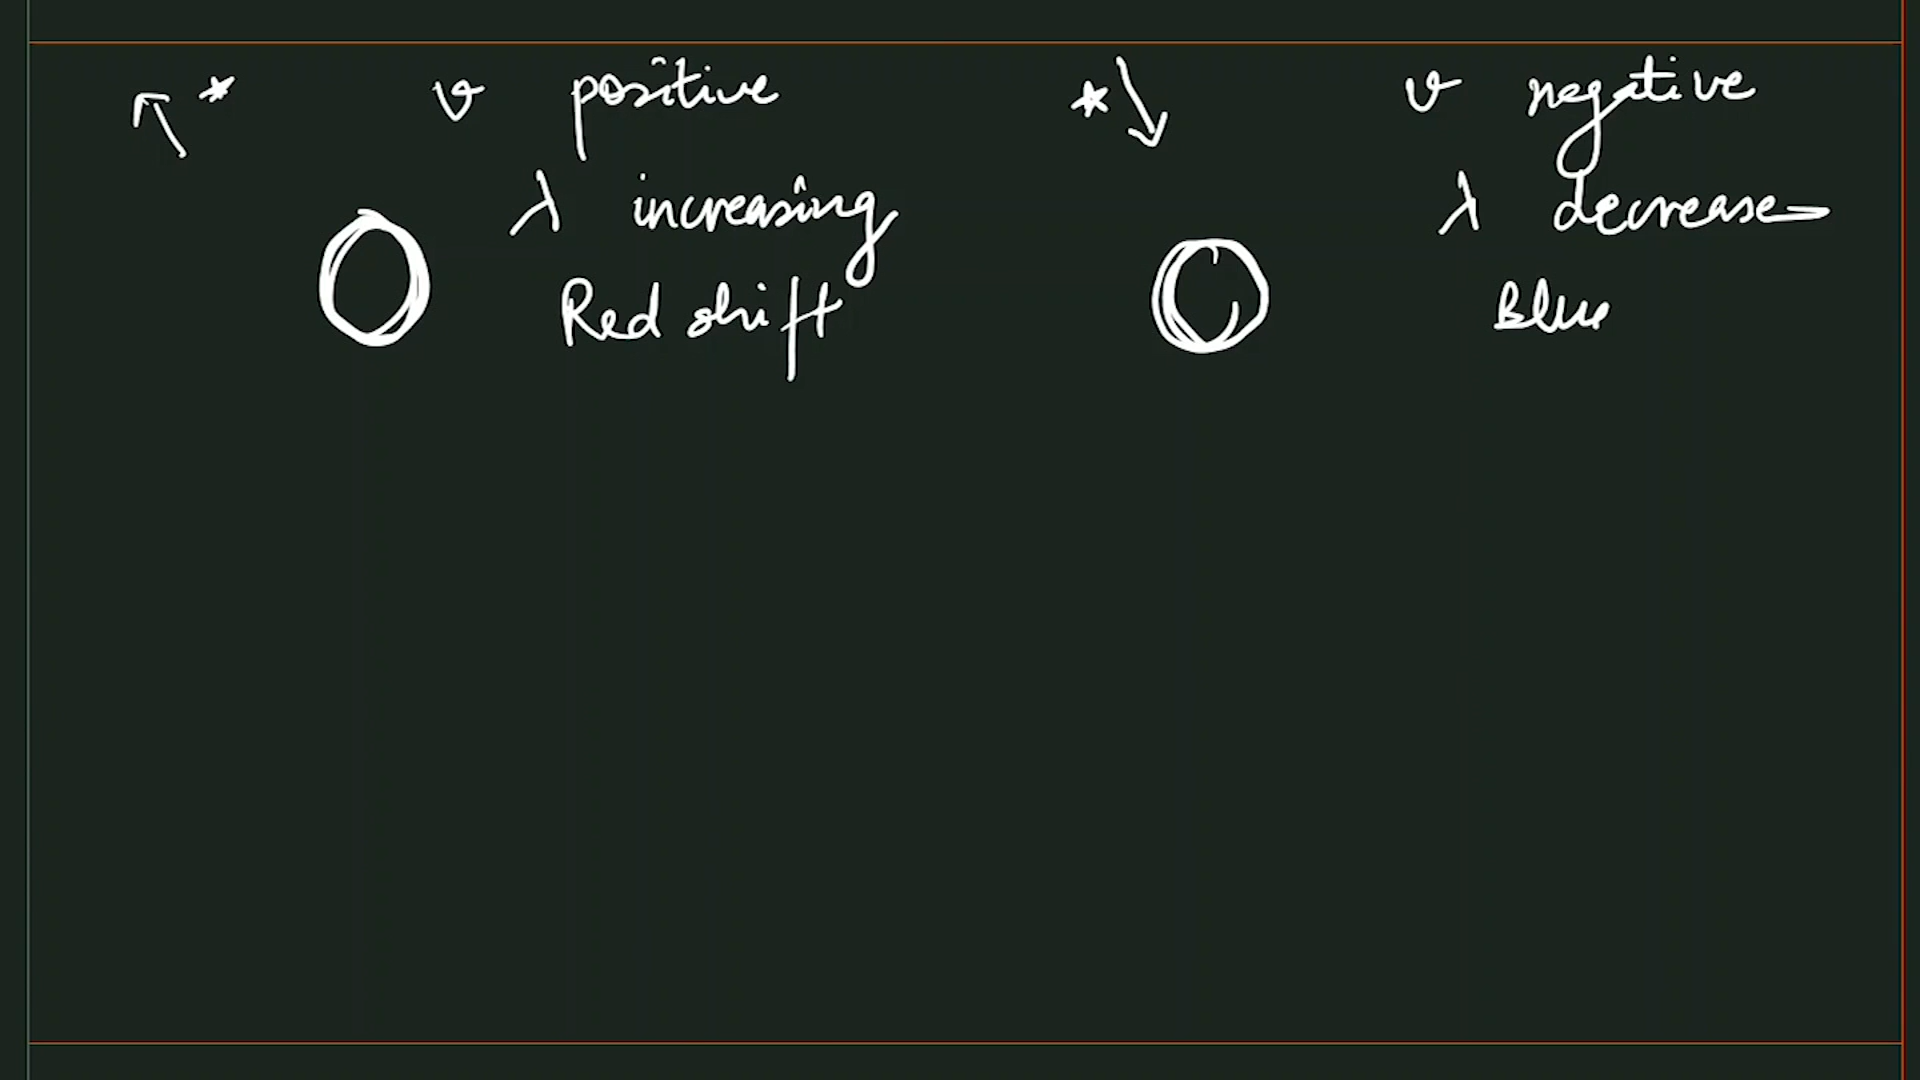 v positive
λ increasing
Red shift
v negative
λ decrease
Blue